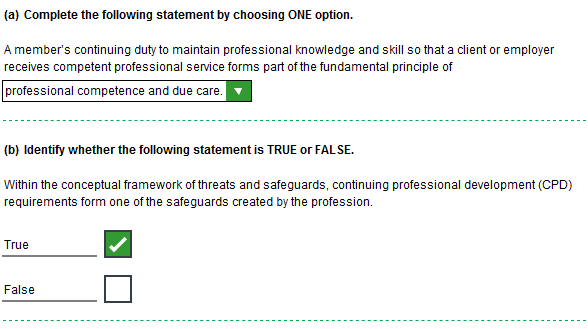 (a) Complete the following statement by choosing ONE option.
A member's continuing duty to maintain professional knowledge and skill so that a client or employer
receives competent professional service forms part of the fundamental principle of
professional competence and due care.
(b) Identify whether the following statement is TRUE or FALSE.
Within the conceptual framework of threats and safeguards, continuing professional development (CPD)
requirements form one of the safeguards created by the profession.
True
False